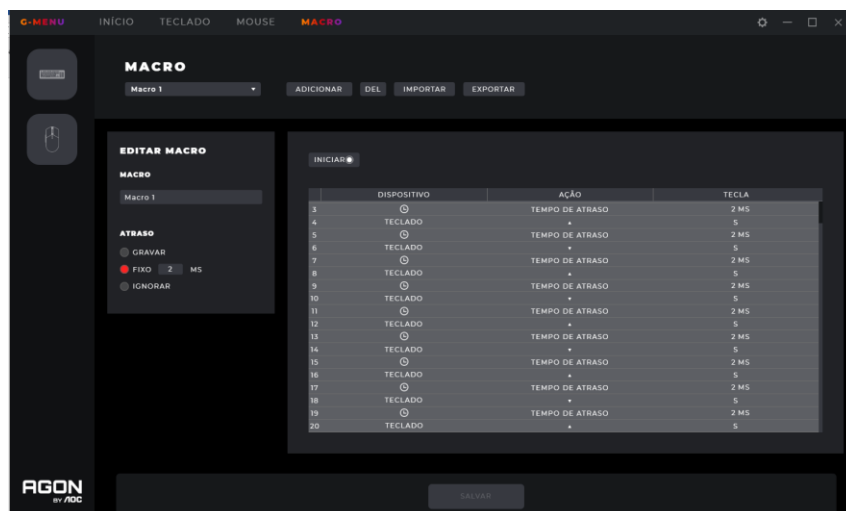 G-MENU INÍCIO TECLADO MOUSE MACRO
MACRO
Macro 1 ADICIONAR DEL IMPORTAR EXPORTAR
EDITAR MACRO
MACRO
Macro 1
ATRASO
GRAVAR
FIXO 2 MS
IGNORAR
INICIAR
DISPOSITIVO AÇÃO TECLA
3 TEMPO DE ATRASO 2 MS
4 TECLADO ▲ S
5 TEMPO DE ATRASO 2 MS
6 TECLADO ▼ S
7 TEMPO DE ATRASO 2 MS
8 TECLADO ▲ S
9 TEMPO DE ATRASO 2 MS
10 TECLADO ▼ S
11 TEMPO DE ATRASO 2 MS
12 TECLADO ▲ S
13 TEMPO DE ATRASO 2 MS
14 TECLADO ▼ S
15 TEMPO DE ATRASO 2 MS
16 TECLADO ▲ S
17 TEMPO DE ATRASO 2 MS
18 TECLADO ▼ S
19 TEMPO DE ATRASO 2 MS
20 TECLADO ▲ S
AGON
BY AOC
SALVAR